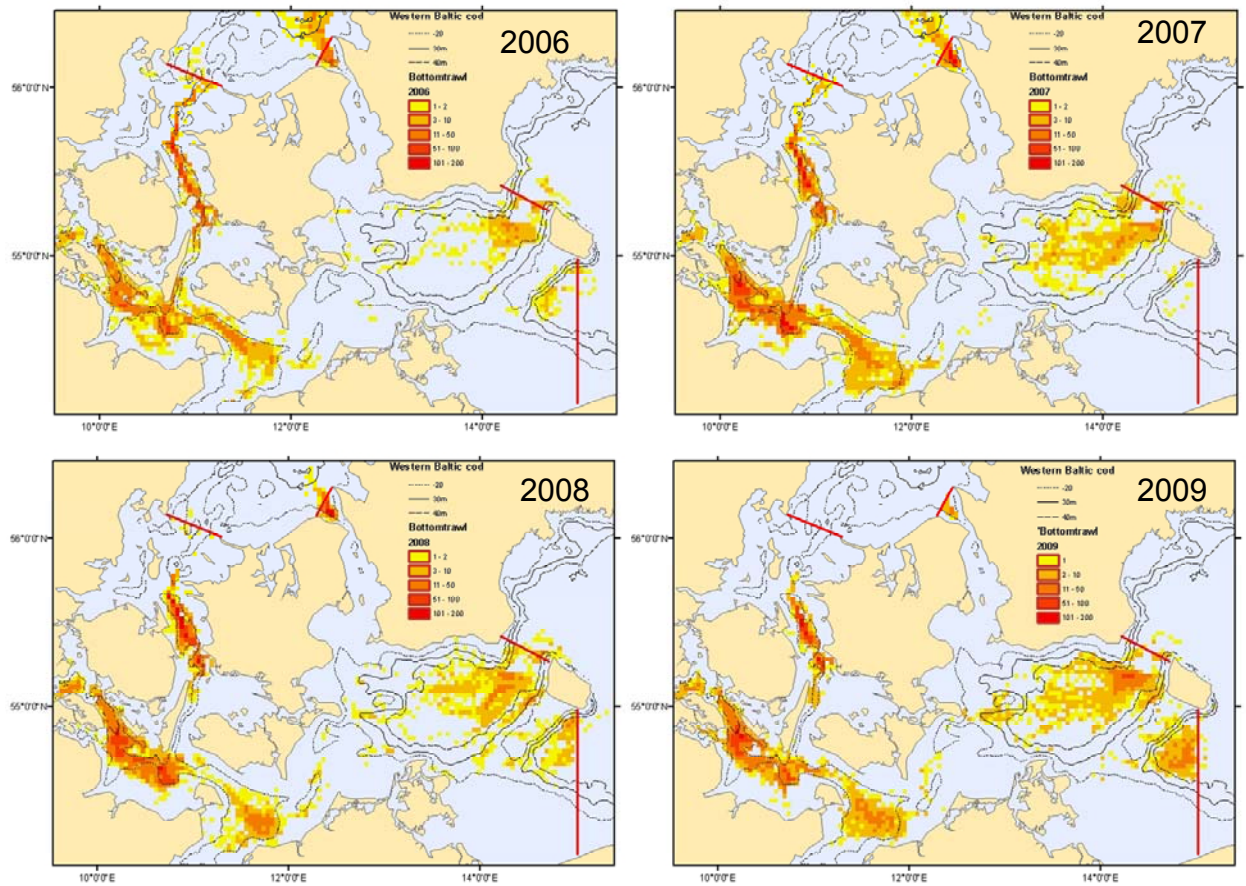 Western Baltic cod
2006
-20
30m
40m
Bottomtrawl
2006
1 - 2
3 - 10
11 - 50
51 - 100
101 - 200
56°0'0"N
55°0'0"N
10°0'0"E
12°0'0"E
14°0'0"E
Western Baltic cod
2007
-20
30m
40m
Bottomtrawl
2007
1 - 2
3 - 10
11 - 50
51 - 100
101 - 200
56°0'0"N
55°0'0"N
10°0'0"E
12°0'0"E
14°0'0"E
Western Baltic cod
2008
-20
30m
40m
Bottomtrawl
2008
1 - 2
3 - 10
11 - 50
51 - 100
101 - 200
56°0'0"N
55°0'0"N
10°0'0"E
12°0'0"E
14°0'0"E
Western Baltic cod
2009
-20
30m
40m
'Bottomtrawl
2009
1
3 - 10
11 - 50
51 - 100
101 - 200
56°0'0"N
55°0'0"N
10°0'0"E
12°0'0"E
14°0'0"E